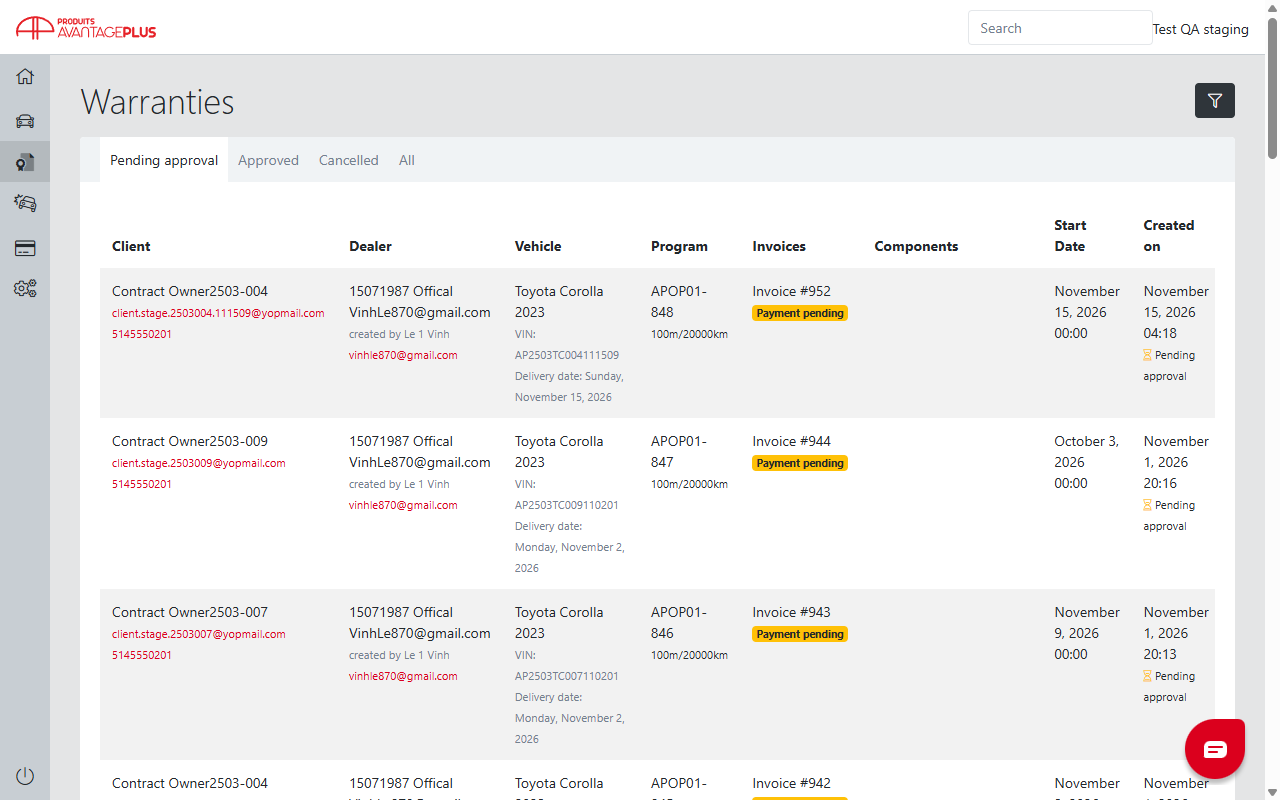 PRODUITS
AVANTAGEPLUS
Search
Test QA staging
Warranties
Pending approval
Approved
Cancelled
All
Client
Dealer
Vehicle
Program
Invoices
Components
Start
Date
Created
on
Contract Owner2503-004
client.stage.2503004.111509@yopmail.com
5145550201
15071987 Offical
VinhLe870@gmail.com
created by Le 1 Vinh
vinhle870@gmail.com
Toyota Corolla
2023
VIN:
AP2503TC004111509
Delivery date: Sunday,
November 15, 2026
APOP01-
848
100m/20000km
Invoice #952
Payment pending
November
15, 2026
00:00
November
15, 2026
04:18
Pending
approval
Contract Owner2503-009
client.stage.2503009@yopmail.com
5145550201
15071987 Offical
VinhLe870@gmail.com
created by Le 1 Vinh
vinhle870@gmail.com
Toyota Corolla
2023
VIN:
AP2503TC009110201
Delivery date:
Monday, November 2,
2026
APOP01-
847
100m/20000km
Invoice #944
Payment pending
October 3,
2026
00:00
November
1, 2026
20:16
Pending
approval
Contract Owner2503-007
client.stage.2503007@yopmail.com
5145550201
15071987 Offical
VinhLe870@gmail.com
created by Le 1 Vinh
vinhle870@gmail.com
Toyota Corolla
2023
VIN:
AP2503TC007110201
Delivery date:
Monday, November 2,
2026
APOP01-
846
100m/20000km
Invoice #943
Payment pending
November
9, 2026
00:00
November
1, 2026
20:13
Pending
approval
Contract Owner2503-004
15071987 Offical
Toyota Corolla
APOP01-
Invoice #942
November
November